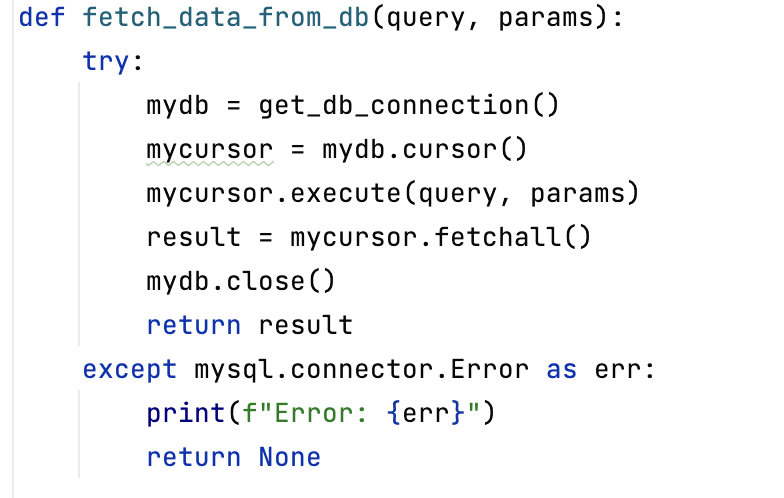 def fetch_data_from_db(query, params):
    try:
        mydb = get_db_connection()
        mycursor = mydb.cursor()
        mycursor.execute(query, params)
        result = mycursor.fetchall()
        mydb.close()
        return result
    except mysql.connector.Error as err:
        print(f"Error: {err}")
        return None